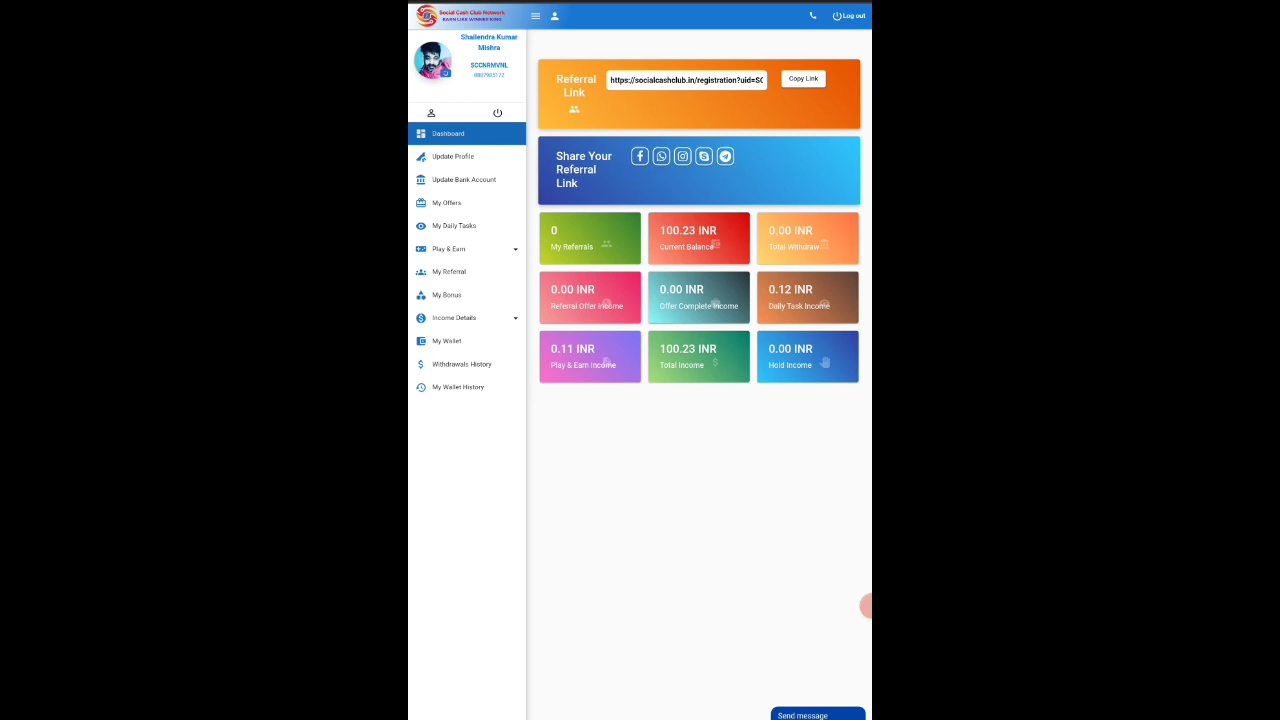 Social Cash Club Network
EARN LIKE WINNER KING
Log out
Shailendra Kumar
Mishra
SCCNRMVNL
Dashboard
Update Profile
Update Bank Account
My Offers
My Daily Tasks
Play & Earn
My Referral
My Bonus
Income Details
My Wallet
Withdrawals History
My Wallet History
Referral
Link
https://socialcashclub.in/registration?uid=SC
Copy Link
Share Your
Referral
Link
0
My Referrals
100.23 INR
Current Balance
0.00 INR
Total Withdraw
0.00 INR
Referral Offer Income
0.00 INR
Offer Complete Income
0.12 INR
Daily Task Income
0.11 INR
Play & Earn Income
100.23 INR
Total Income
0.00 INR
Hold Income
Send message